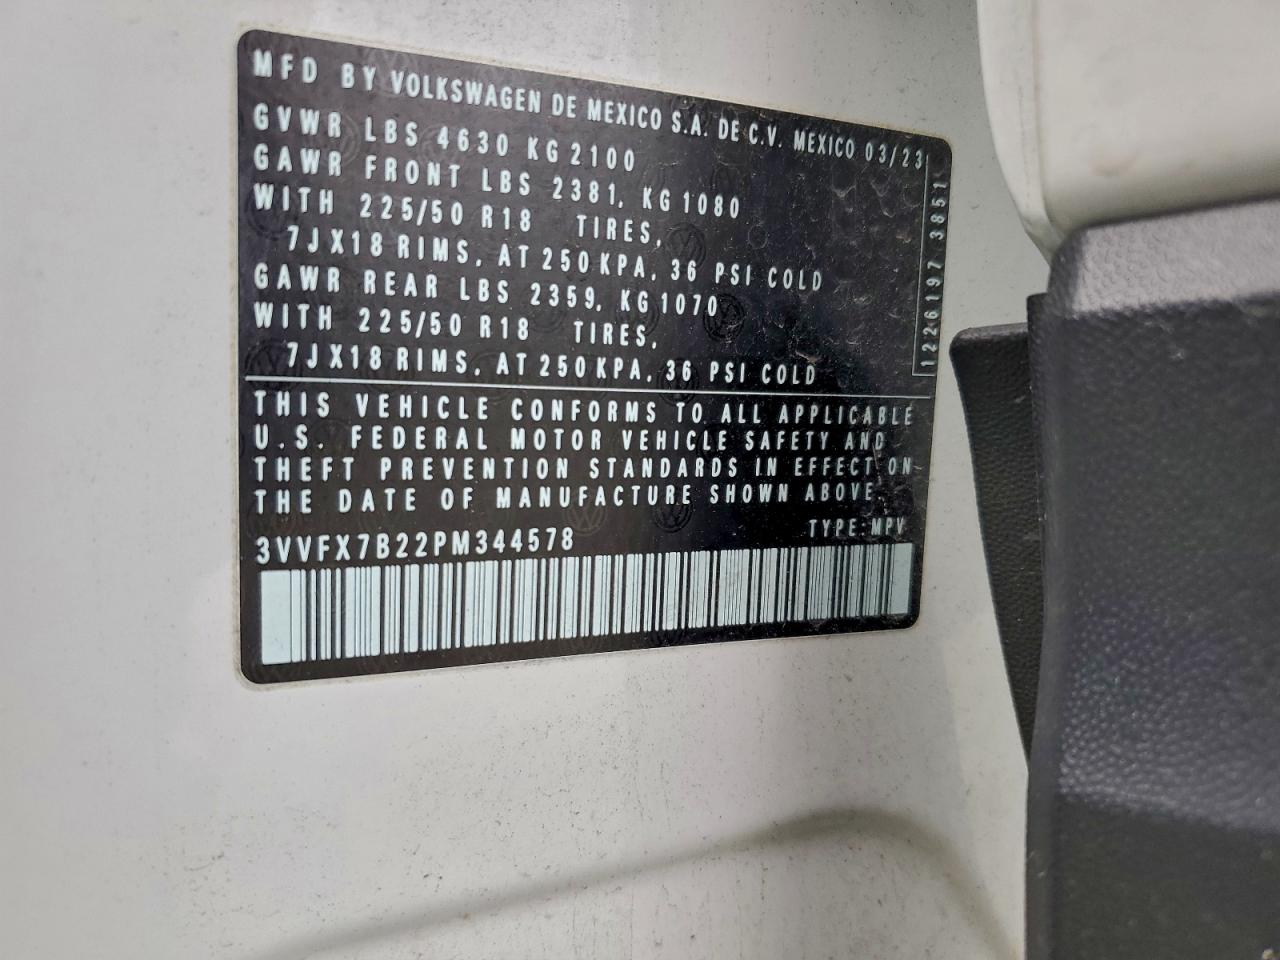 MFD BY VOLKSWAGEN DE MEXICO S.A. DE C.V. MEXICO 03/23
GVWR LBS 4630 KG 2100
GAWR FRONT LBS 2381, KG 1080
WITH 225/50 R18 TIRES,
7JX18 RIMS, AT 250 KPA, 36 PSI COLD
GAWR REAR LBS 2359, KG 1070
WITH 225/50 R18 TIRES,
7JX18 RIMS, AT 250 KPA, 36 PSI COLD
1226197 3851
THIS VEHICLE CONFORMS TO ALL APPLICABLE
U.S. FEDERAL MOTOR VEHICLE SAFETY AND
THEFT PREVENTION STANDARDS IN EFFECT ON
THE DATE OF MANUFACTURE SHOWN ABOVE.
3VVFX7B22PM344578 TYPE: MPV